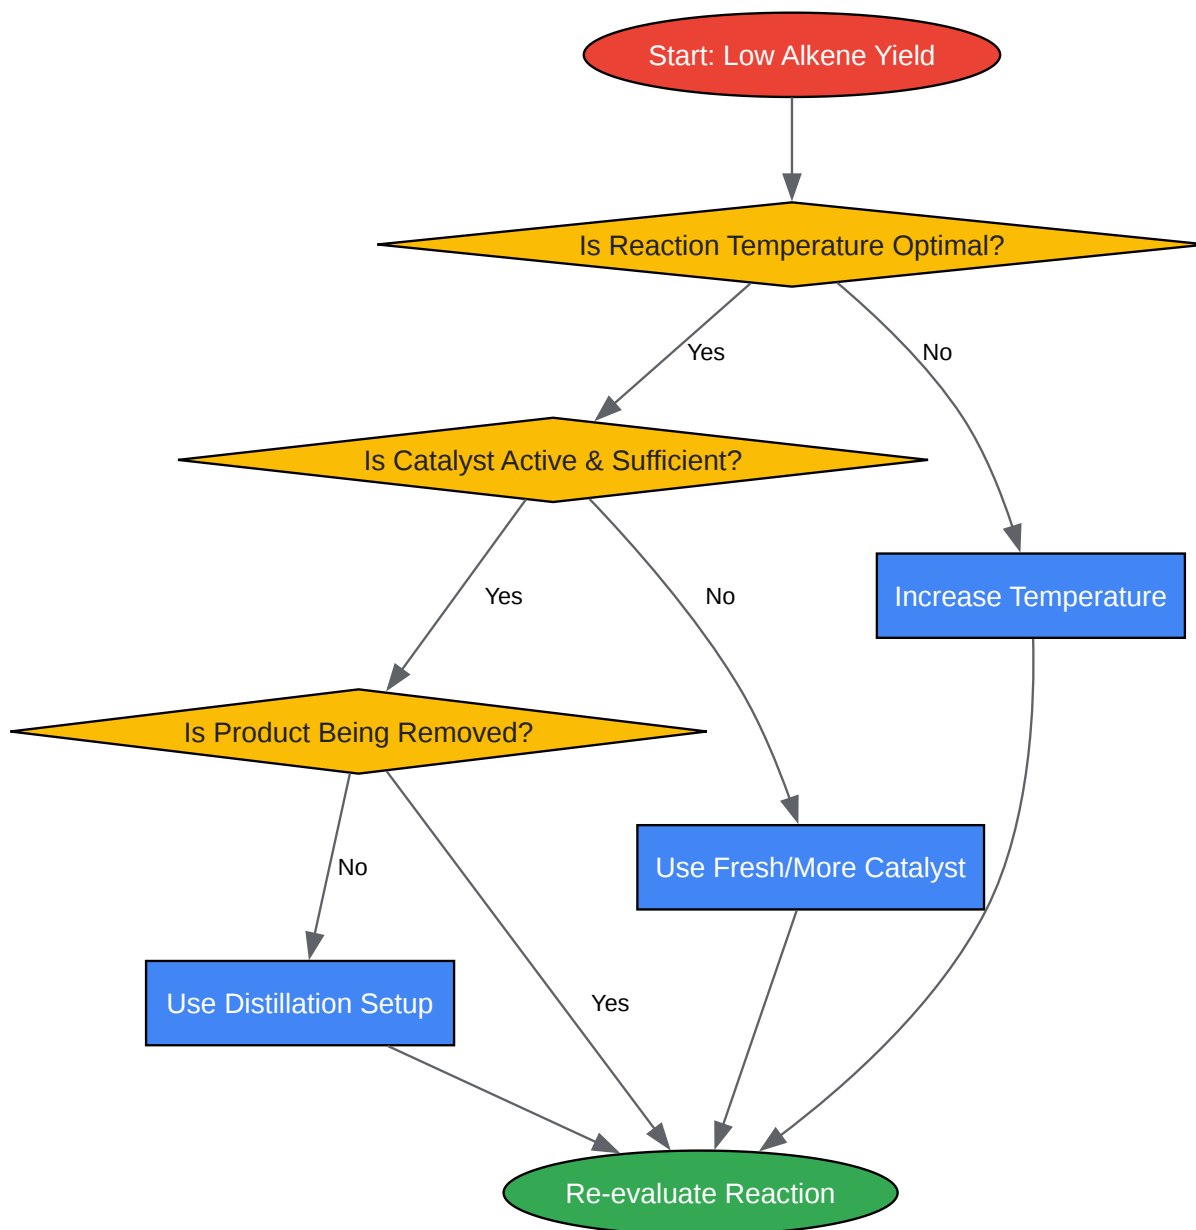 Start: Low Alkene Yield
Is Reaction Temperature Optimal?
Yes
No
Is Catalyst Active & Sufficient?
Yes
No
Increase Temperature
Is Product Being Removed?
No
Use Fresh/More Catalyst
Use Distillation Setup
Yes
Re-evaluate Reaction